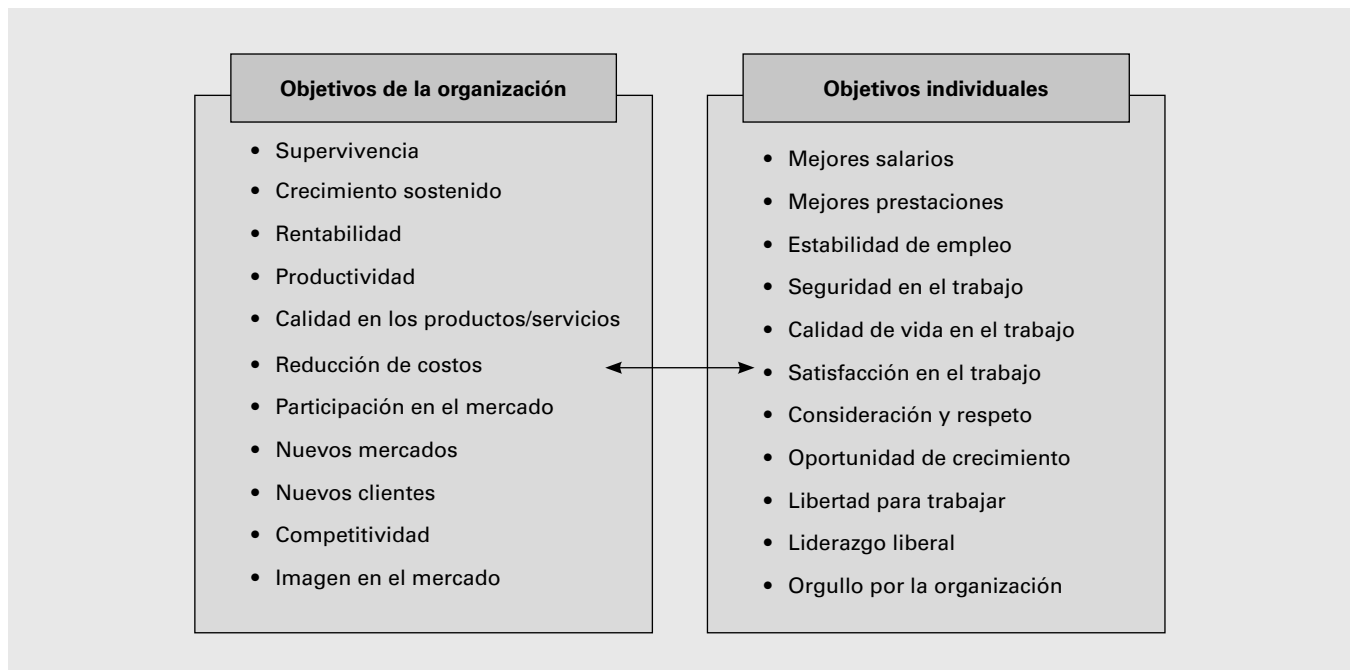 Objetivos de la organización
• Supervivencia
• Crecimiento sostenido
• Rentabilidad
• Productividad
• Calidad en los productos/servicios
• Reducción de costos
• Participación en el mercado
• Nuevos mercados
• Nuevos clientes
• Competitividad
• Imagen en el mercado
Objetivos individuales
• Mejores salarios
• Mejores prestaciones
• Estabilidad de empleo
• Seguridad en el trabajo
• Calidad de vida en el trabajo
• Satisfacción en el trabajo
• Consideración y respeto
• Oportunidad de crecimiento
• Libertad para trabajar
• Liderazgo liberal
• Orgullo por la organización